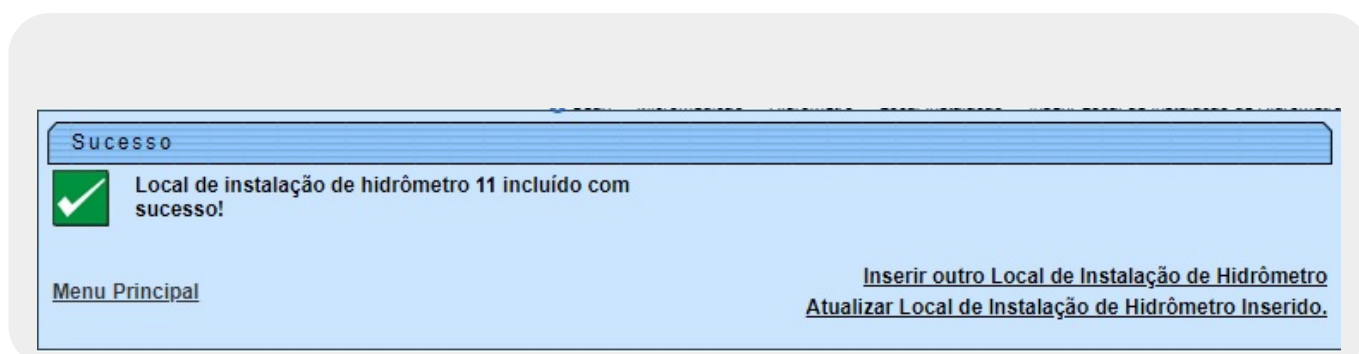 Sucesso
Local de instalação de hidrômetro 11 incluído com
sucesso!
Menu Principal
Inserir outro Local de Instalação de Hidrômetro
Atualizar Local de Instalação de Hidrômetro Inserido.